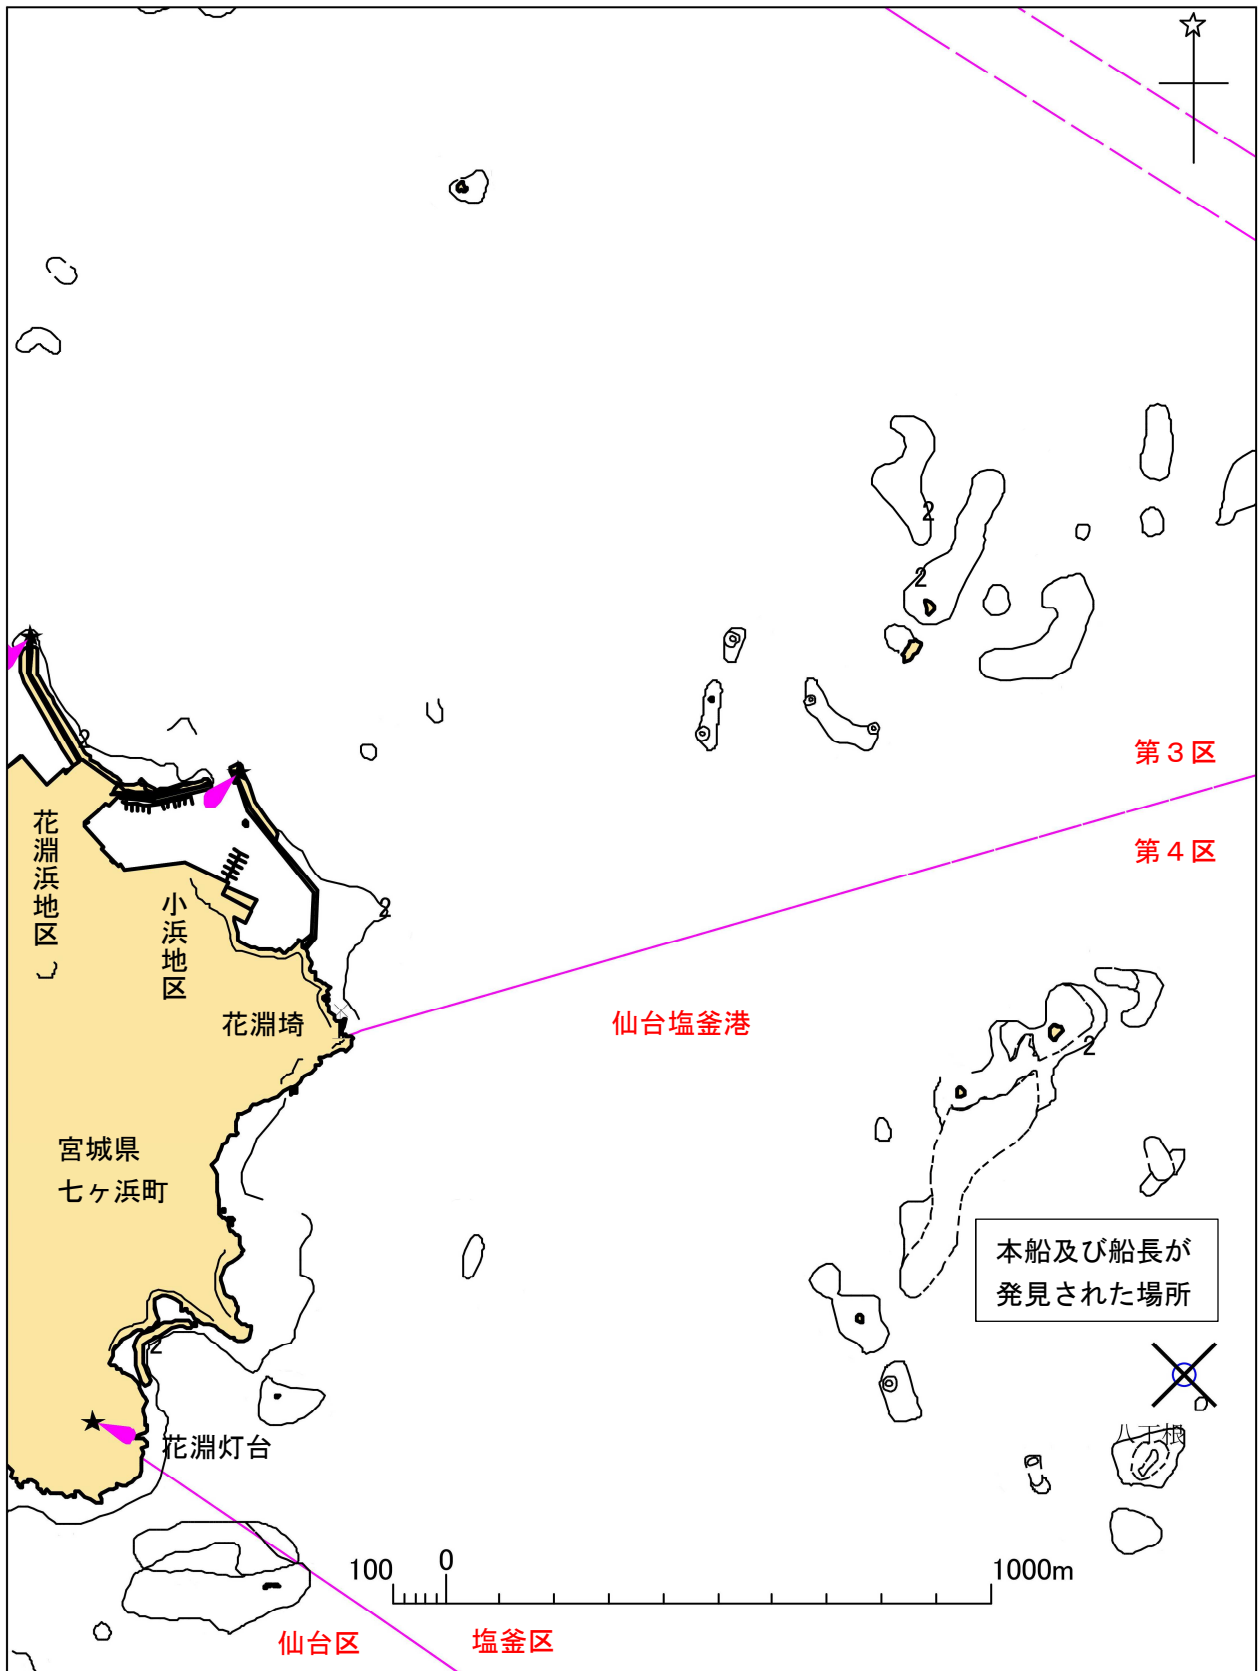 2
2
第３区
2
第４区
花淵浜地区
小浜地区
2
花淵埼
仙台塩釜港
2
宮城県
七ヶ浜町
本船及び船長が
発見された場所
2
花淵灯台
100
0
1000m
仙台区
塩釜区